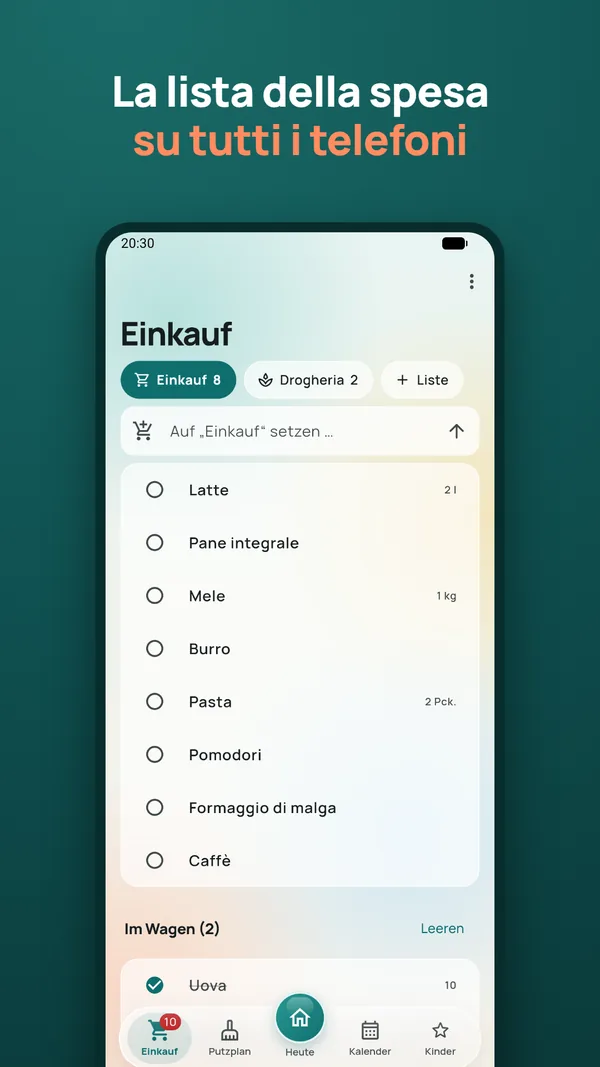 La lista della spesa
su tutti i telefoni
20:30
Einkauf
Einkauf 8
Drogheria 2
+ Liste
Auf „Einkauf“ setzen …
Latte 2 l
Pane integrale
Mele 1 kg
Burro
Pasta 2 Pck.
Pomodori
Formaggio di malga
Caffè
Im Wagen (2) Leeren
Uova 10
10
Einkauf Putzplan Heute Kalender Kinder